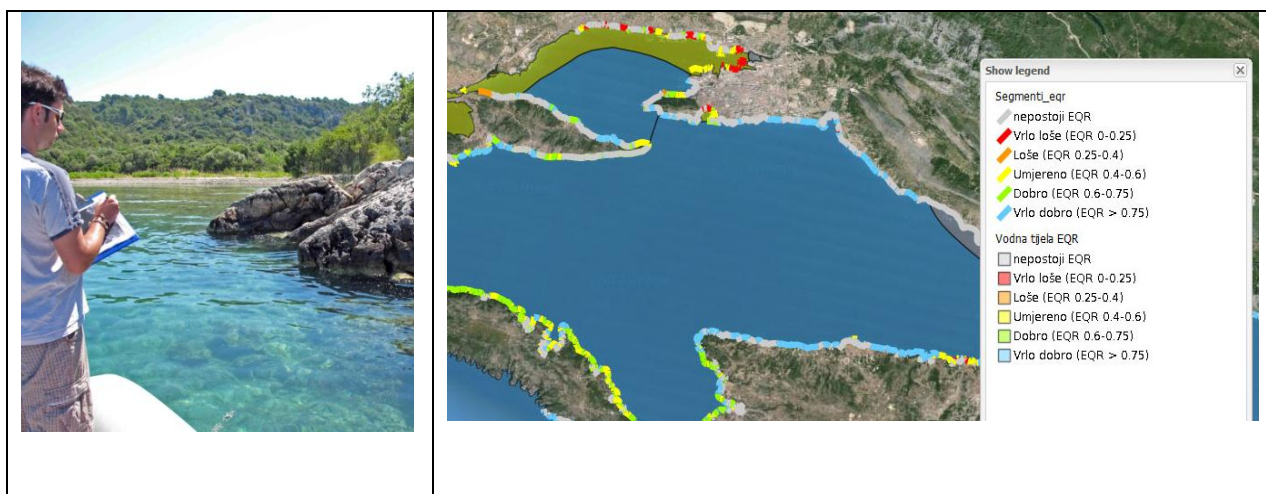 Show legend
Segmenti_eqr
nepostoji EQR
Vrlo loše (EQR 0-0.25)
Loše (EQR 0.25-0.4)
Umjereno (EQR 0.4-0.6)
Dobro (EQR 0.6-0.75)
Vrlo dobro (EQR > 0.75)
Vodna tijela EQR
nepostoji EQR
Vrlo loše (EQR 0-0.25)
Loše (EQR 0.25-0.4)
Umjereno (EQR 0.4-0.6)
Dobro (EQR 0.6-0.75)
Vrlo dobro (EQR > 0.75)